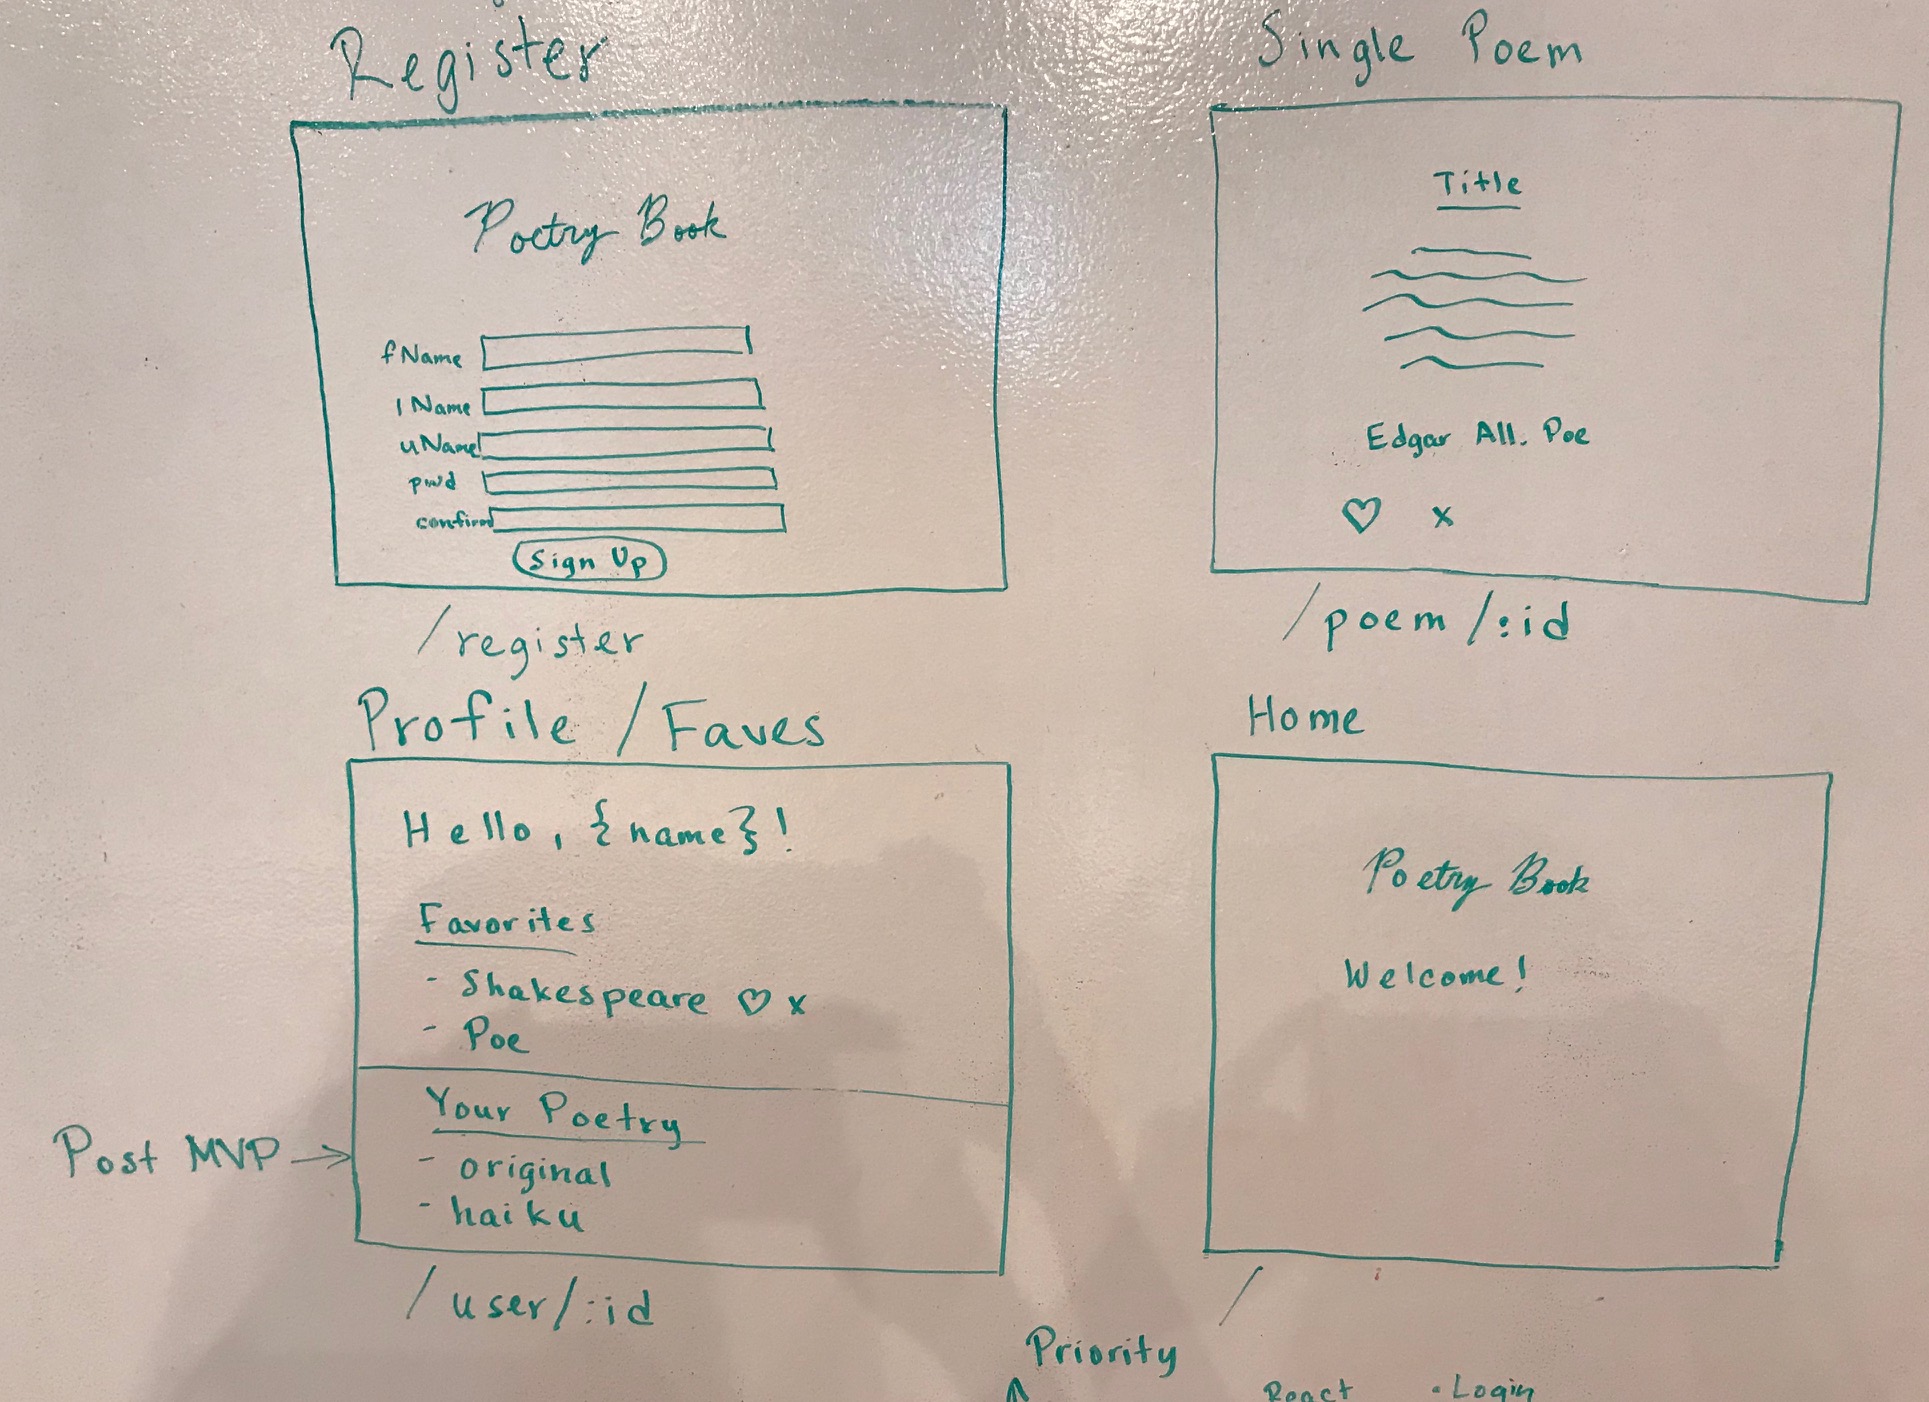 Register
Poetry Book
fName
lName
uName
pwd
confirm
Sign Up
/register
Single Poem
Title
Edgar All. Poe
♡ x
/poem/:id
Profile / Faves
Hello, {name}!
Favorites
- Shakespeare ♡ x
- Poe
Your Poetry
- original
- haiku
Post MVP →
/user/:id
Home
Poetry Book
Welcome!
/
Priority
React
• Login